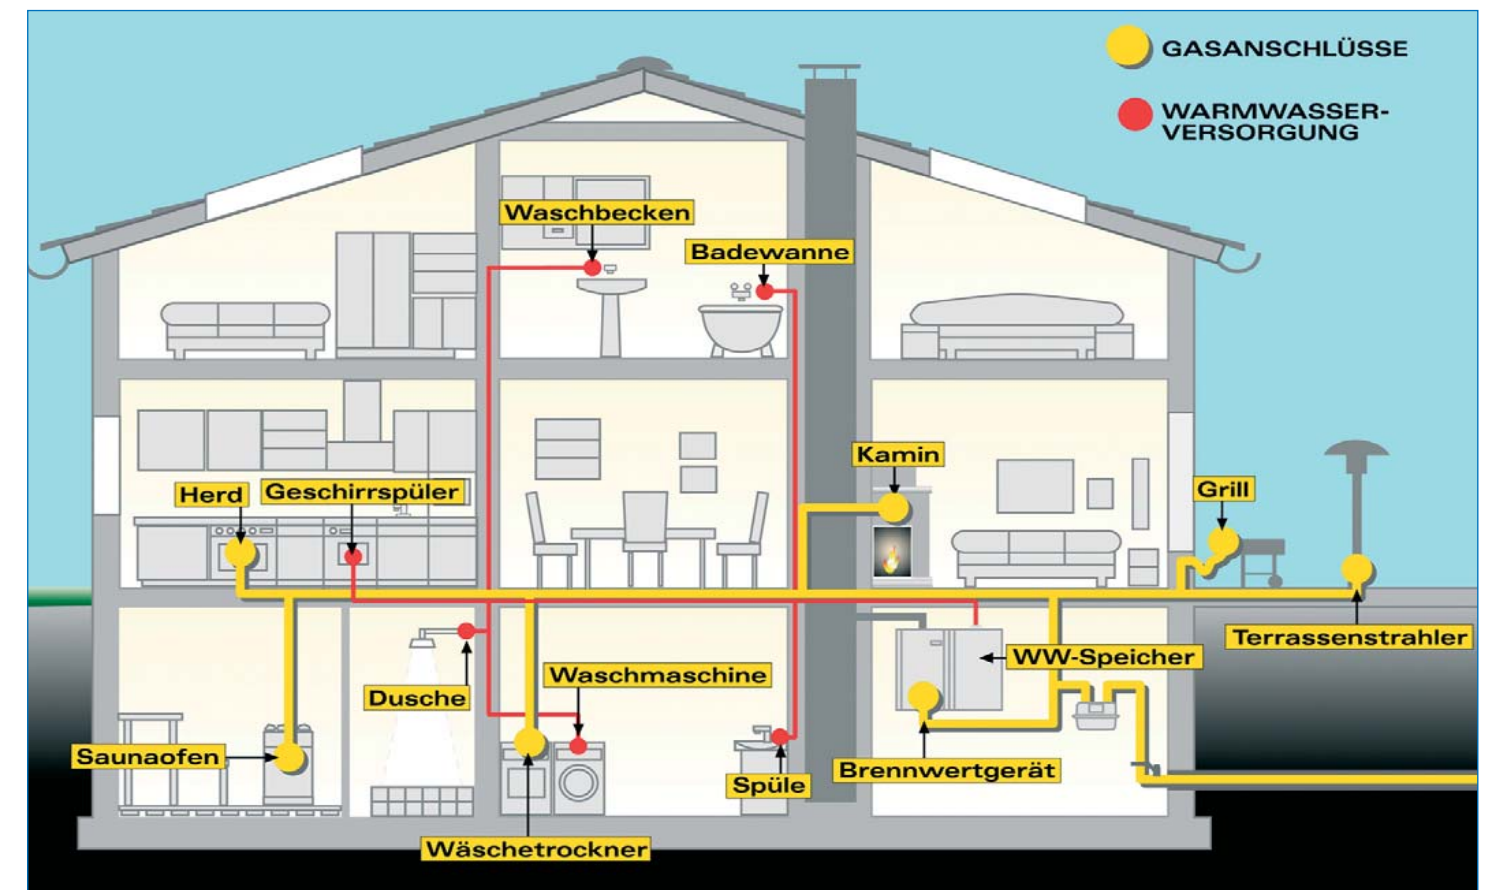 GASANSCHLÜSSE
WARMWASSER-
VERSORGUNG
Waschbecken
Badewanne
Kamin
Herd
Geschirrspüler
Grill
Terrassenstrahler
WW-Speicher
Waschmaschine
Dusche
Saunaofen
Spüle
Brennwertgerät
Wäschetrockner